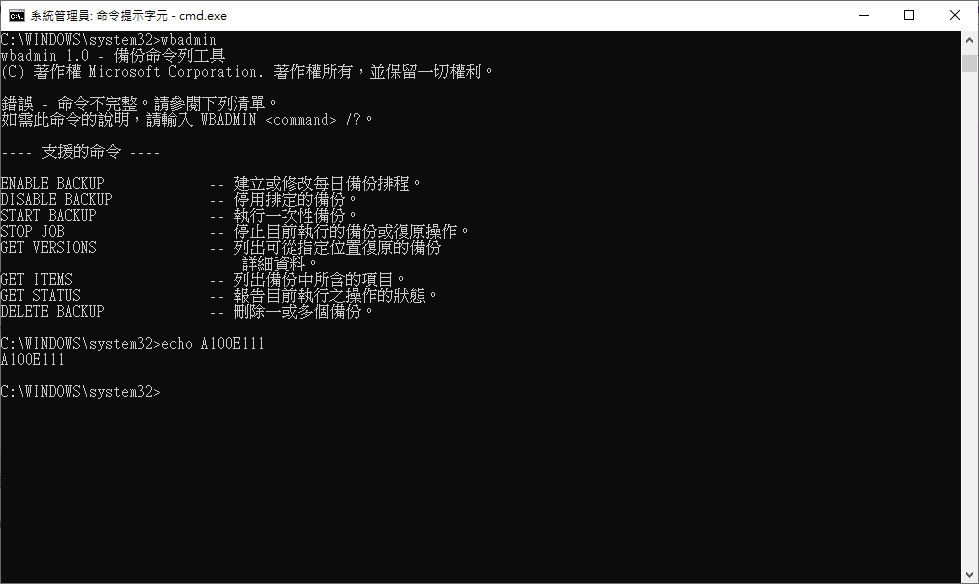 系統管理員: 命令提示字元 - cmd.exe
C:\WINDOWS\system32>wbadmin
wbadmin 1.0 - 備份命令列工具
(C) 著作權 Microsoft Corporation. 著作權所有，並保留一切權利。
錯誤 - 命令不完整。請參閱下列清單。
如需此命令的說明，請輸入 WBADMIN <command> /?。
---- 支援的命令 ----
ENABLE BACKUP -- 建立或修改每日備份排程。
DISABLE BACKUP -- 停用排定的備份。
START BACKUP -- 執行一次性備份。
STOP JOB -- 停止目前執行的備份或復原操作。
GET VERSIONS -- 列出可從指定位置復原的備份
詳細資料。
GET ITEMS -- 列出備份中所含的項目。
GET STATUS -- 報告目前執行之操作的狀態。
DELETE BACKUP -- 刪除一或多個備份。
C:\WINDOWS\system32>echo A100E111
A100E111
C:\WINDOWS\system32>